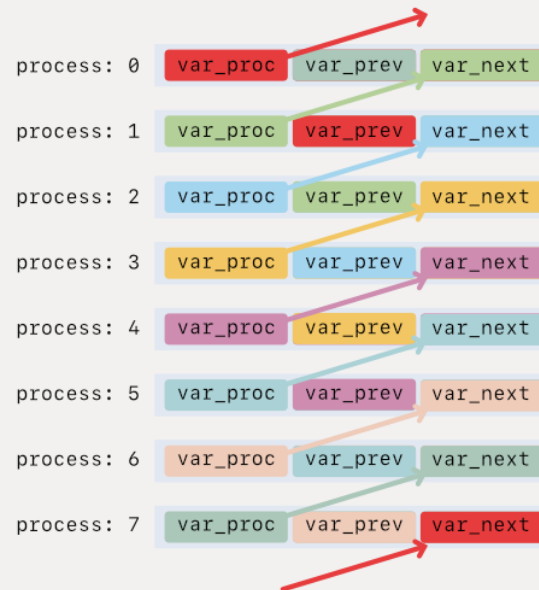 process: 0 var_proc var_prev var_next
process: 1 var_proc var_prev var_next
process: 2 var_proc var_prev var_next
process: 3 var_proc var_prev var_next
process: 4 var_proc var_prev var_next
process: 5 var_proc var_prev var_next
process: 6 var_proc var_prev var_next
process: 7 var_proc var_prev var_next